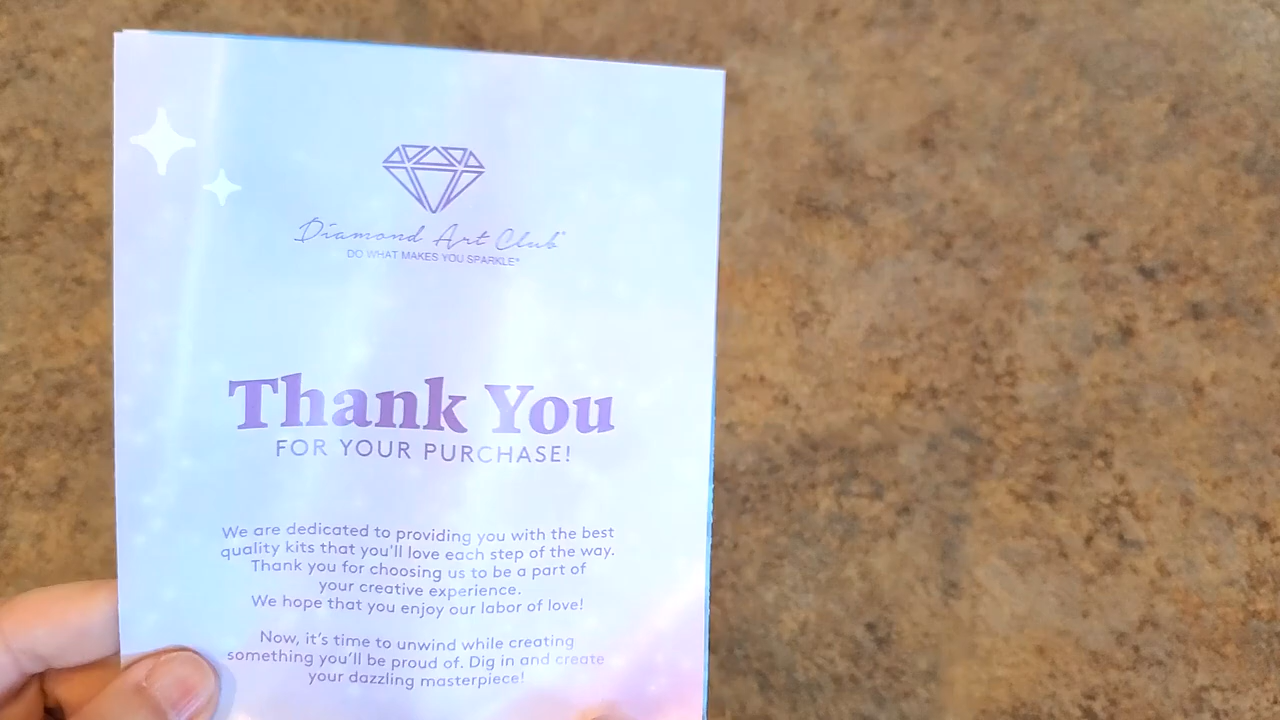 Diamond Art Club®
DO WHAT MAKES YOU SPARKLE®
Thank You
FOR YOUR PURCHASE!
We are dedicated to providing you with the best
quality kits that you'll love each step of the way.
Thank you for choosing us to be a part of
your creative experience.
We hope that you enjoy our labor of love!
Now, it's time to unwind while creating
something you'll be proud of. Dig in and create
your dazzling masterpiece!